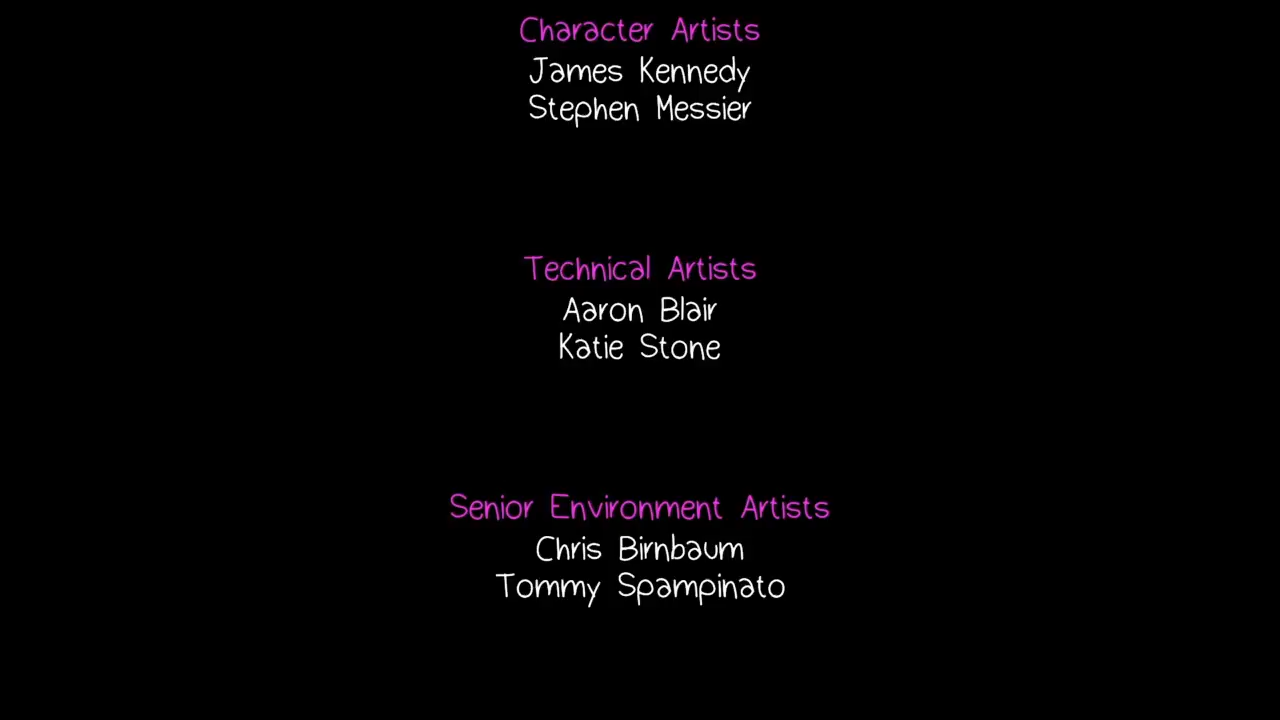 Character Artists
James Kennedy
Stephen Messier
Technical Artists
Aaron Blair
Katie Stone
Senior Environment Artists
Chris Birnbaum
Tommy Spampinato